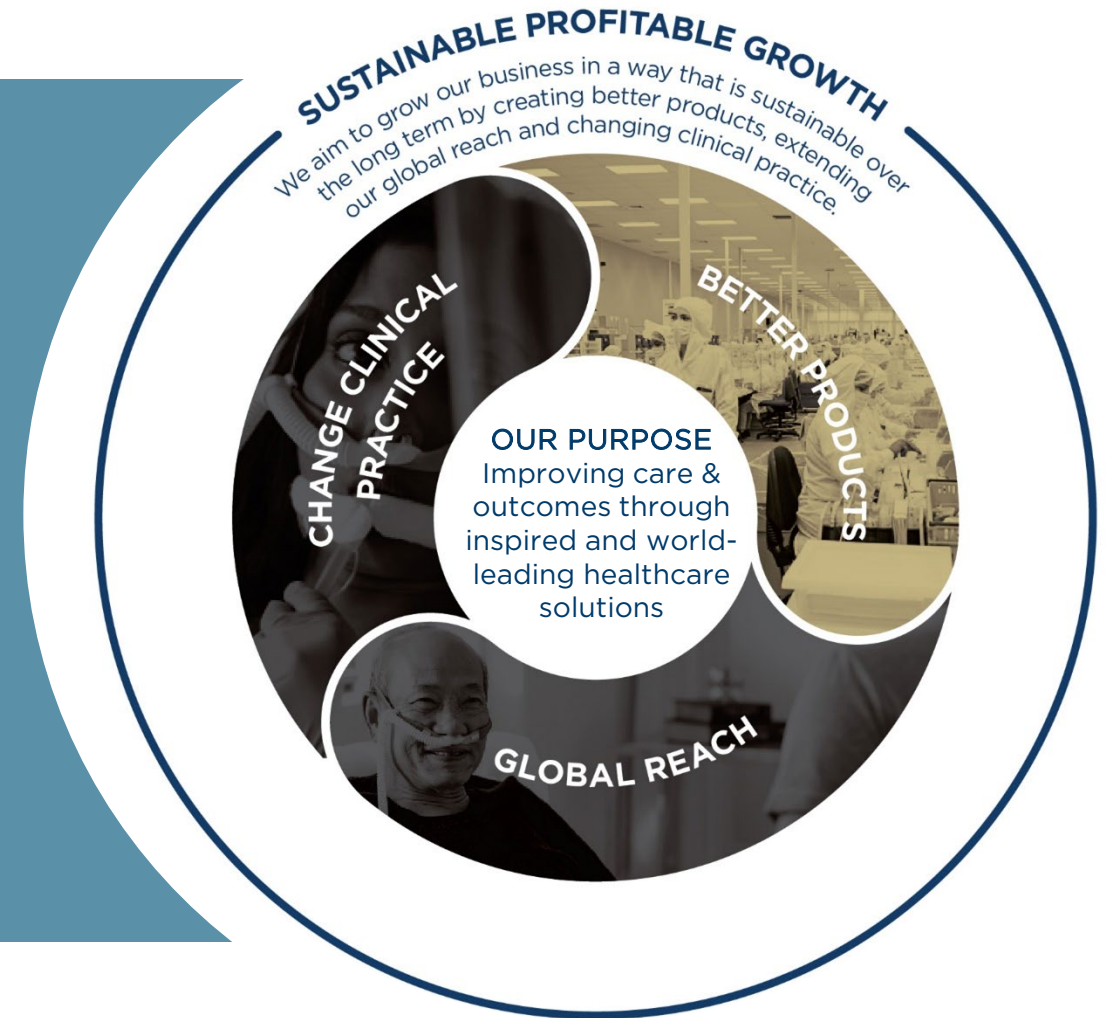 SUSTAINABLE PROFITABLE GROWTH
We aim to grow our business in a way that is sustainable over
the long term by creating better products, extending
our global reach and changing clinical practice.
CHANGE CLINICAL
PRACTICE
BETTER PRODUCTS
OUR PURPOSE
Improving care &
outcomes through
inspired and world-
leading healthcare
solutions
GLOBAL REACH